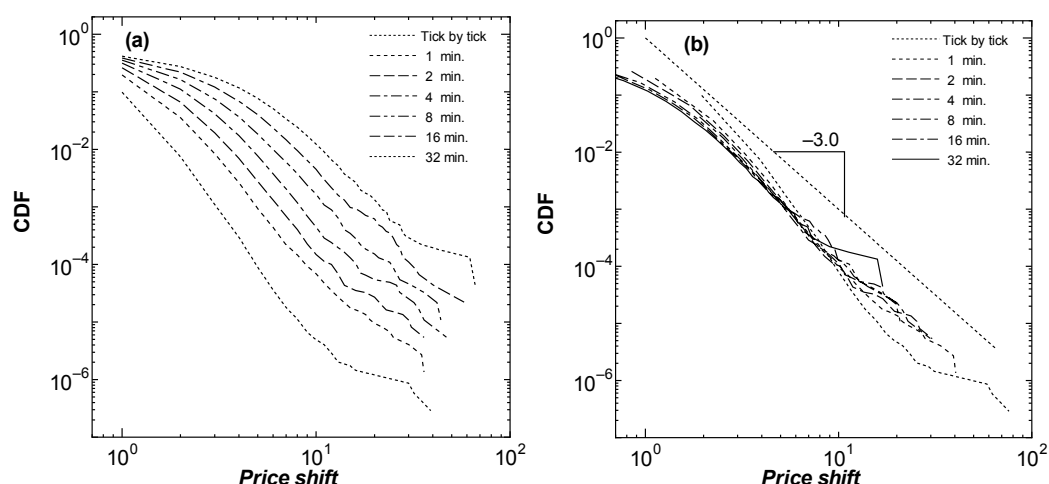 (a)
Tick by tick
1 min.
2 min.
4 min.
8 min.
16 min.
32 min.
10^0
10^-2
10^-4
10^-6
CDF
10^0
10^1
10^2
Price shift
(b)
Tick by tick
1 min.
2 min.
4 min.
8 min.
16 min.
32 min.
−3.0
10^0
10^-2
10^-4
10^-6
CDF
10^0
10^1
10^2
Price shift